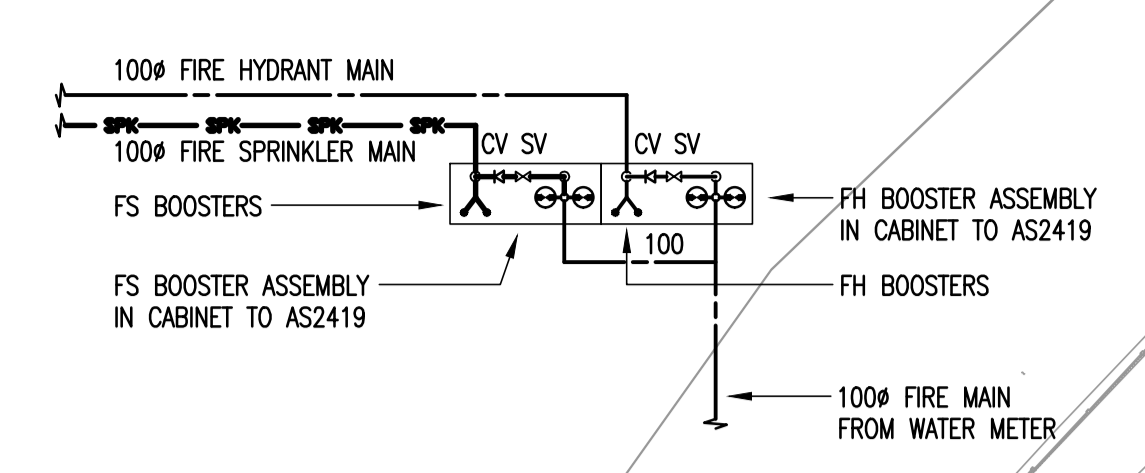 100ø FIRE HYDRANT MAIN
SPK SPK SPK SPK
100ø FIRE SPRINKLER MAIN
CV SV
CV SV
FS BOOSTERS
FH BOOSTER ASSEMBLY
IN CABINET TO AS2419
100
FS BOOSTER ASSEMBLY
IN CABINET TO AS2419
FH BOOSTERS
100ø FIRE MAIN
FROM WATER METER